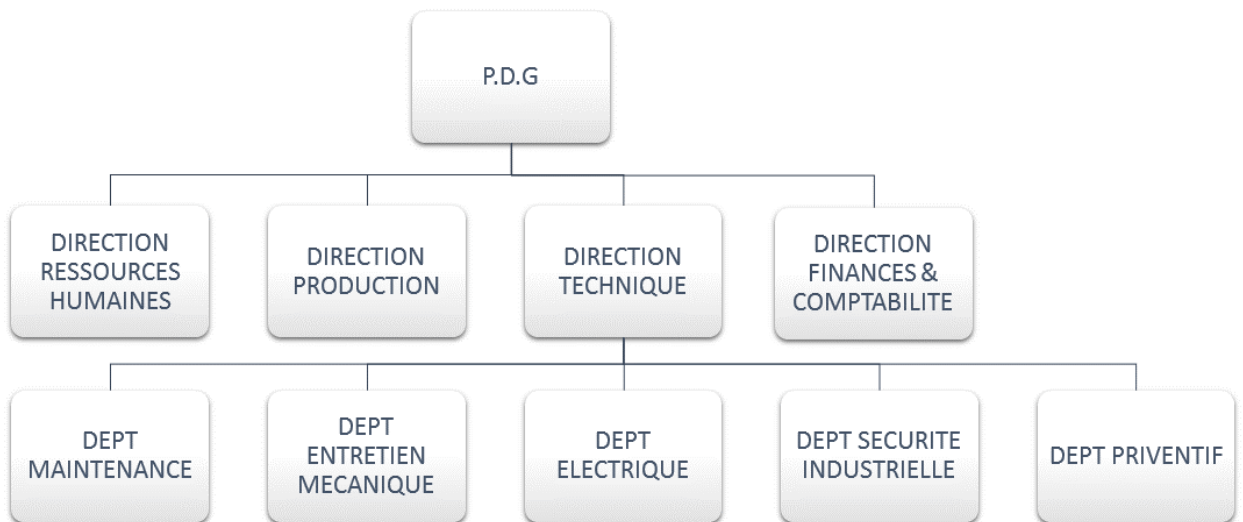 P.D.G
DIRECTION
RESSOURCES
HUMAINES
DIRECTION
PRODUCTION
DIRECTION
TECHNIQUE
DIRECTION
FINANCES &
COMPTABILITE
DEPT
MAINTENANCE
DEPT
ENTRETIEN
MECANIQUE
DEPT
ELECTRIQUE
DEPT SECURITE
INDUSTRIELLE
DEPT PRIVENTIF